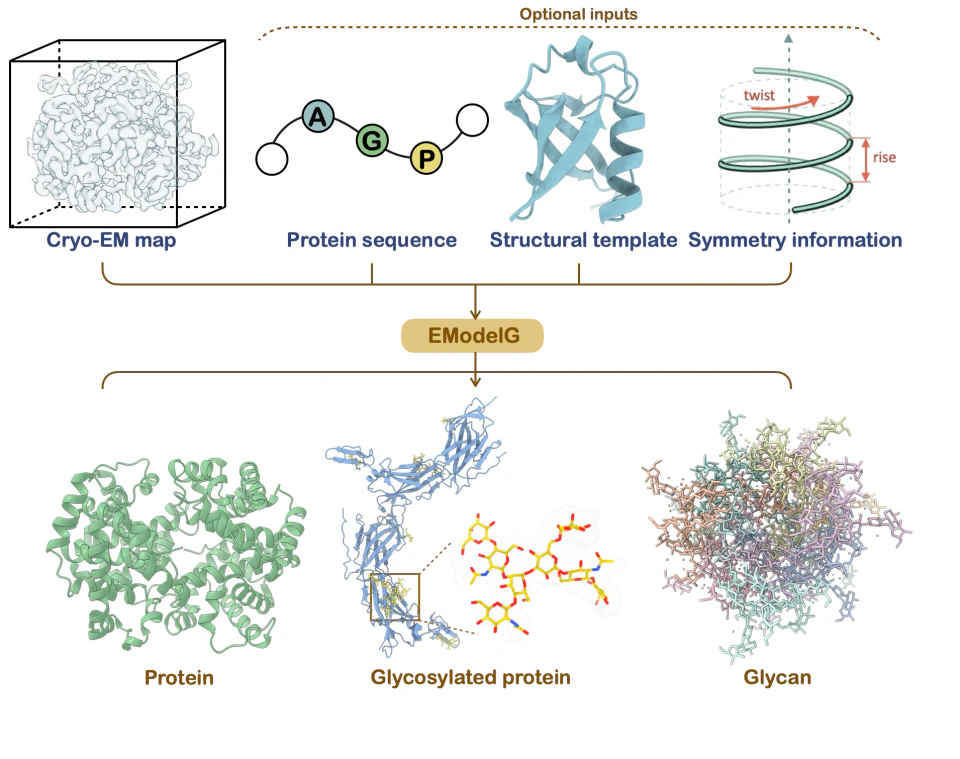 Optional inputs
A
G
P
twist
rise
Cryo-EM map
Protein sequence
Structural template
Symmetry information
EModelG
Protein
Glycosylated protein
Glycan